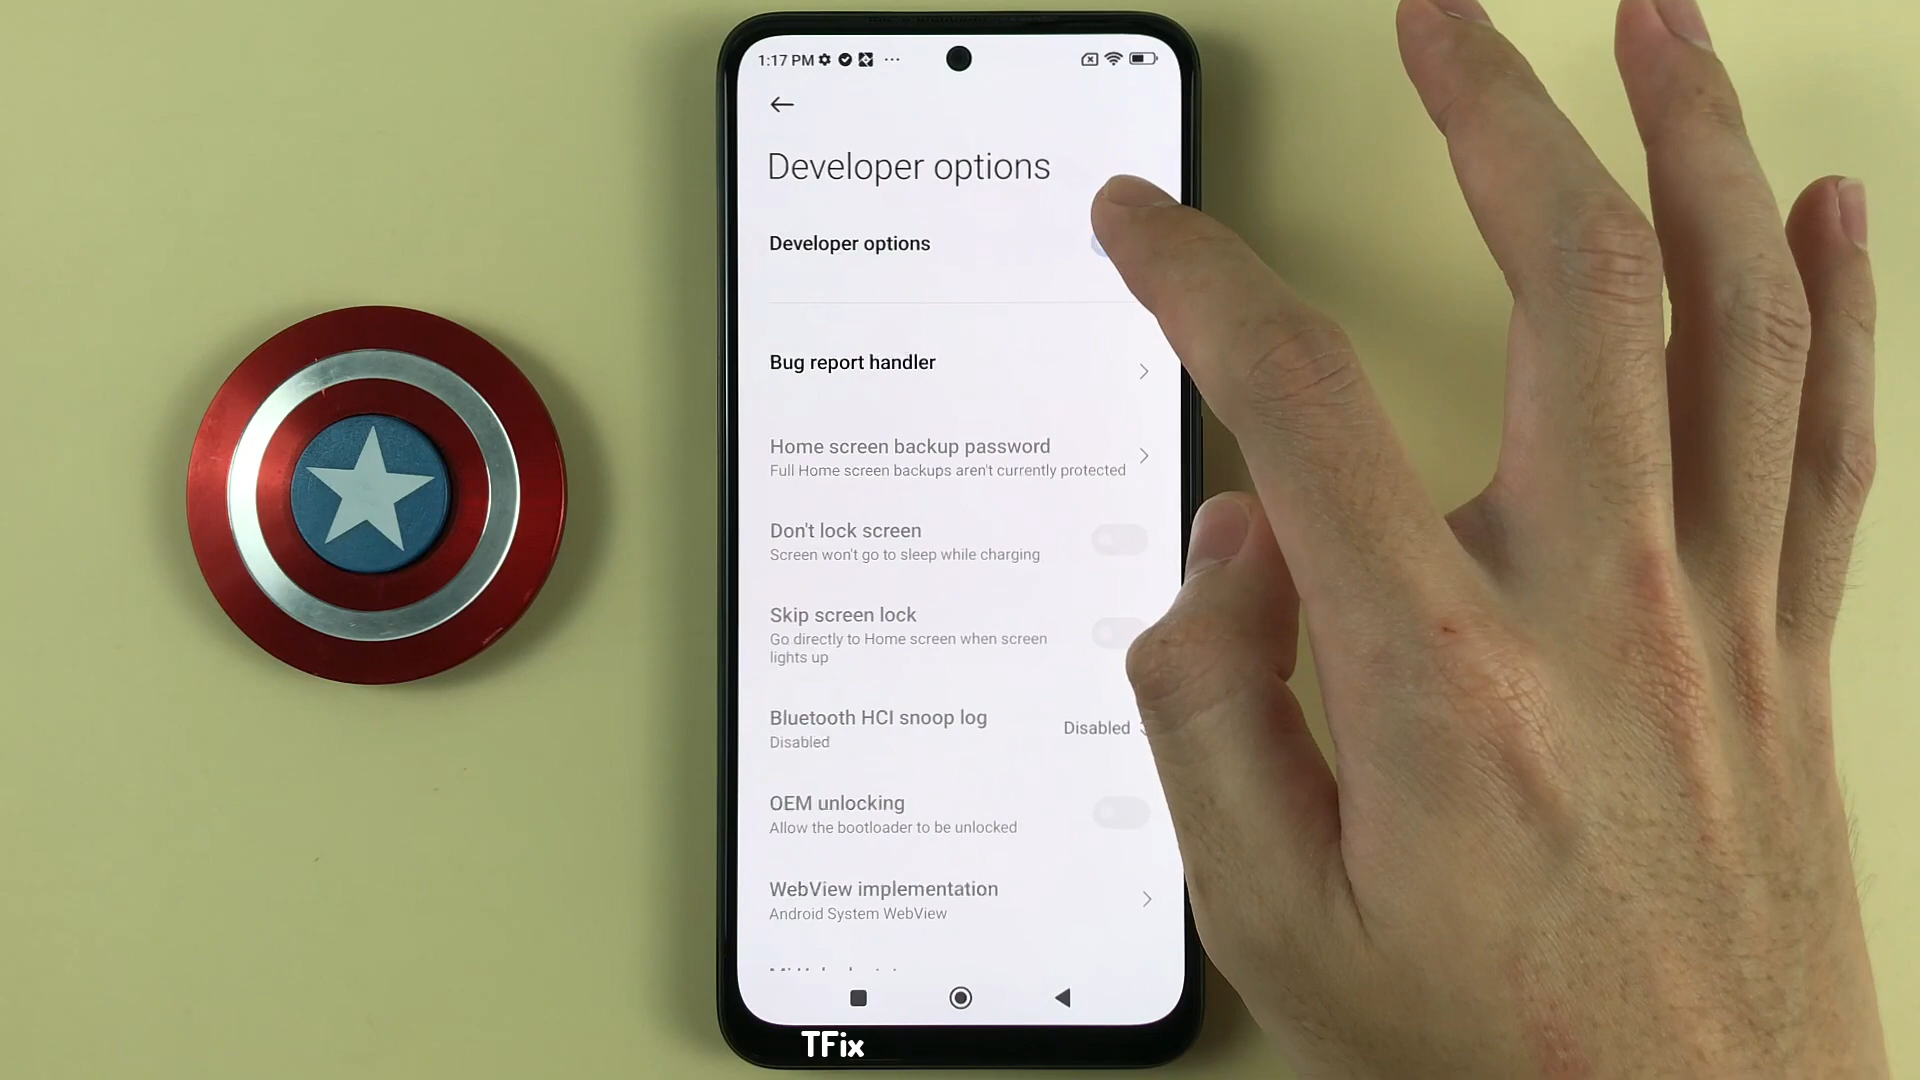 1:17 PM
Developer options
Developer options
Bug report handler
Home screen backup password
Full Home screen backups aren't currently protected
Don't lock screen
Screen won't go to sleep while charging
Skip screen lock
Go directly to Home screen when screen
lights up
Bluetooth HCI snoop log
Disabled
Disabled
OEM unlocking
Allow the bootloader to be unlocked
WebView implementation
Android System WebView
TFix